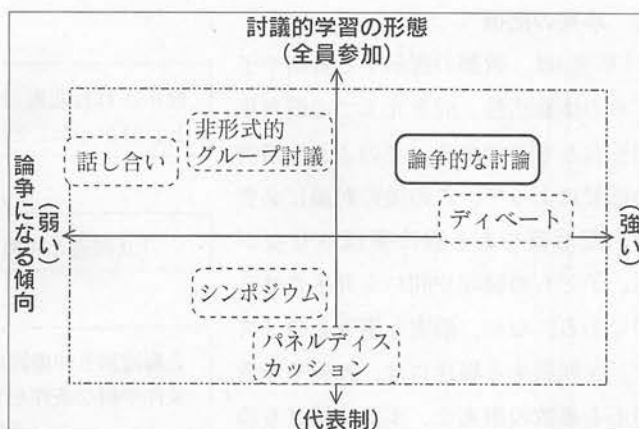 討議的学習の形態
(全員参加)
非形式的
グループ討議
話し合い
論争的な討論
ディベート
論争になる傾向
(弱い)
(強い)
シンポジウム
パネルディス
カッション
(代表制)